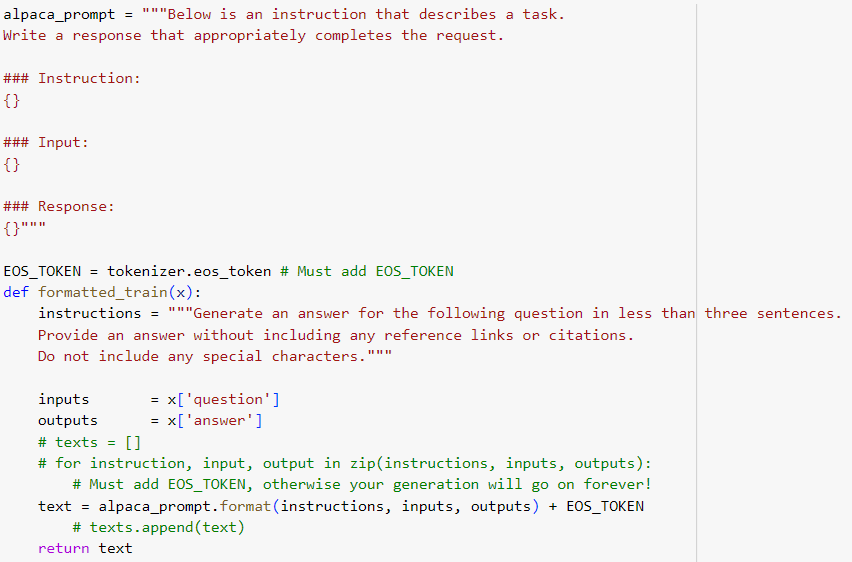 alpaca_prompt = """Below is an instruction that describes a task.
Write a response that appropriately completes the request.
### Instruction:
{}
### Input:
{}
### Response:
{}"""
EOS_TOKEN = tokenizer.eos_token # Must add EOS_TOKEN
def formatted_train(x):
    instructions = """Generate an answer for the following question in less than three sentences.
    Provide an answer without including any reference links or citations.
    Do not include any special characters."""
    inputs       = x['question']
    outputs      = x['answer']
    # texts = []
    # for instruction, input, output in zip(instructions, inputs, outputs):
        # Must add EOS_TOKEN, otherwise your generation will go on forever!
    text = alpaca_prompt.format(instructions, inputs, outputs) + EOS_TOKEN
        # texts.append(text)
    return text